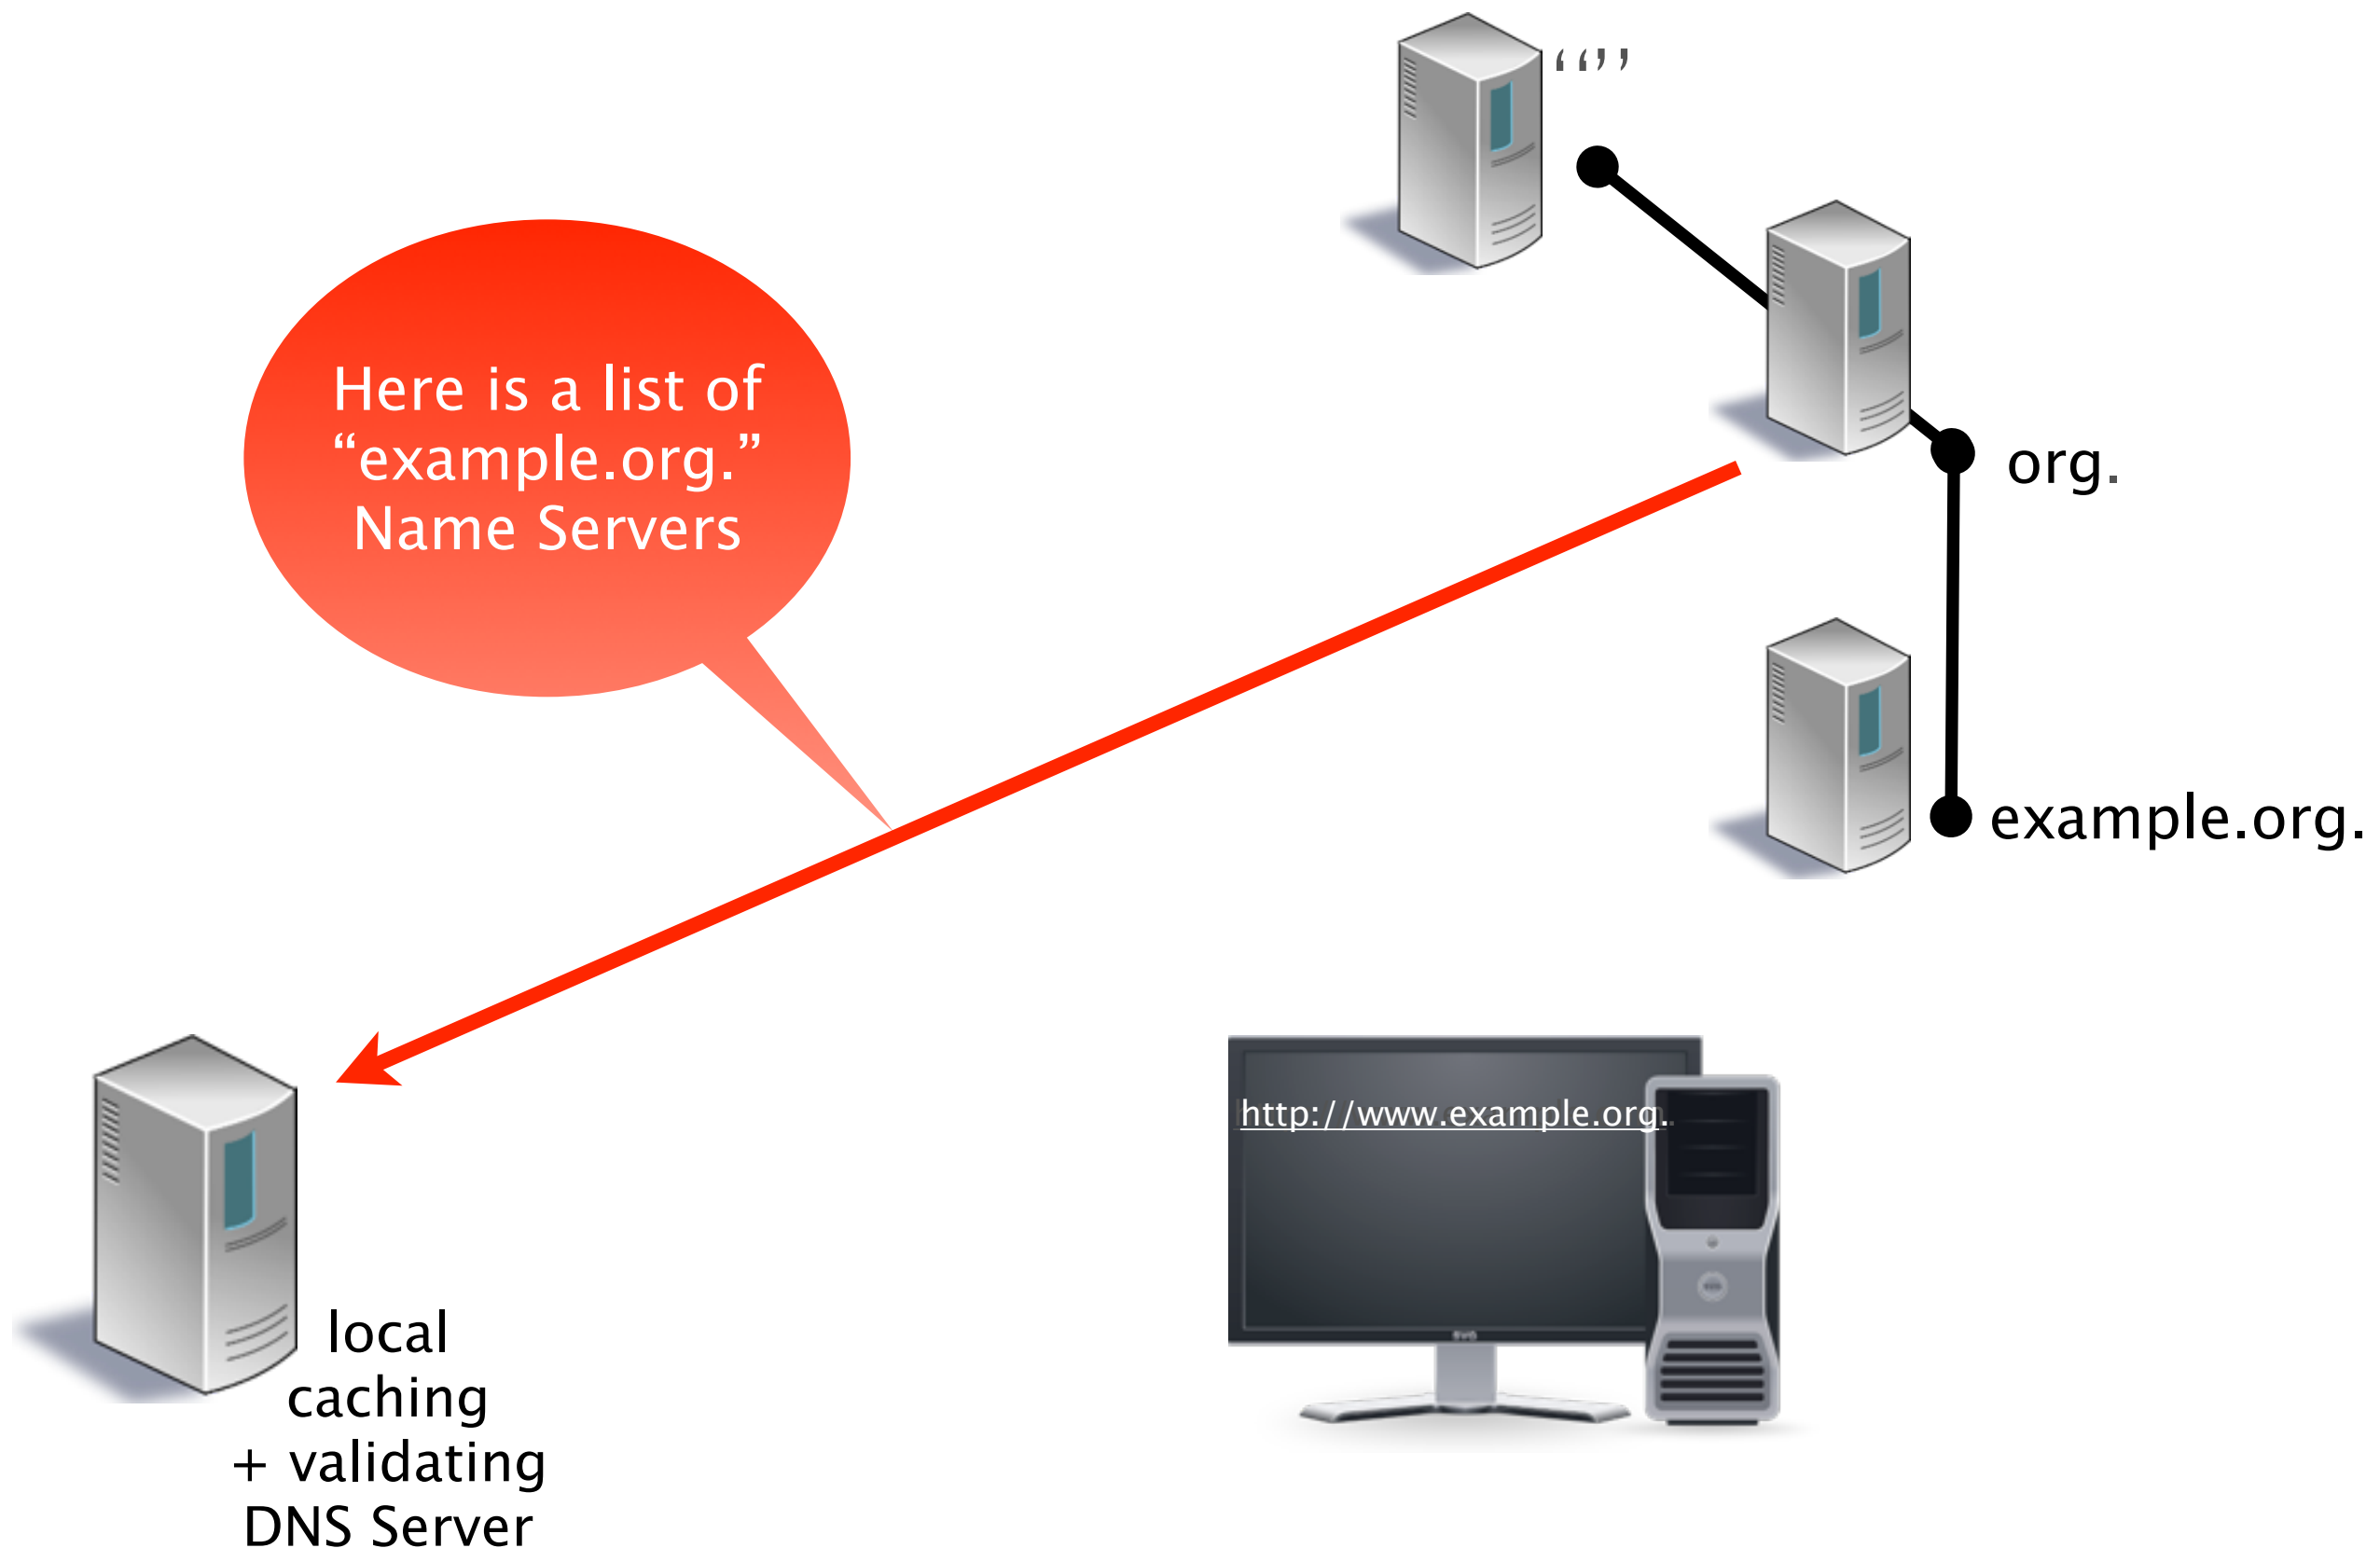 “”
Here is a list of
“example.org.”
Name Servers
org.
example.org.
http://www.example.org.
local
caching
+ validating
DNS Server